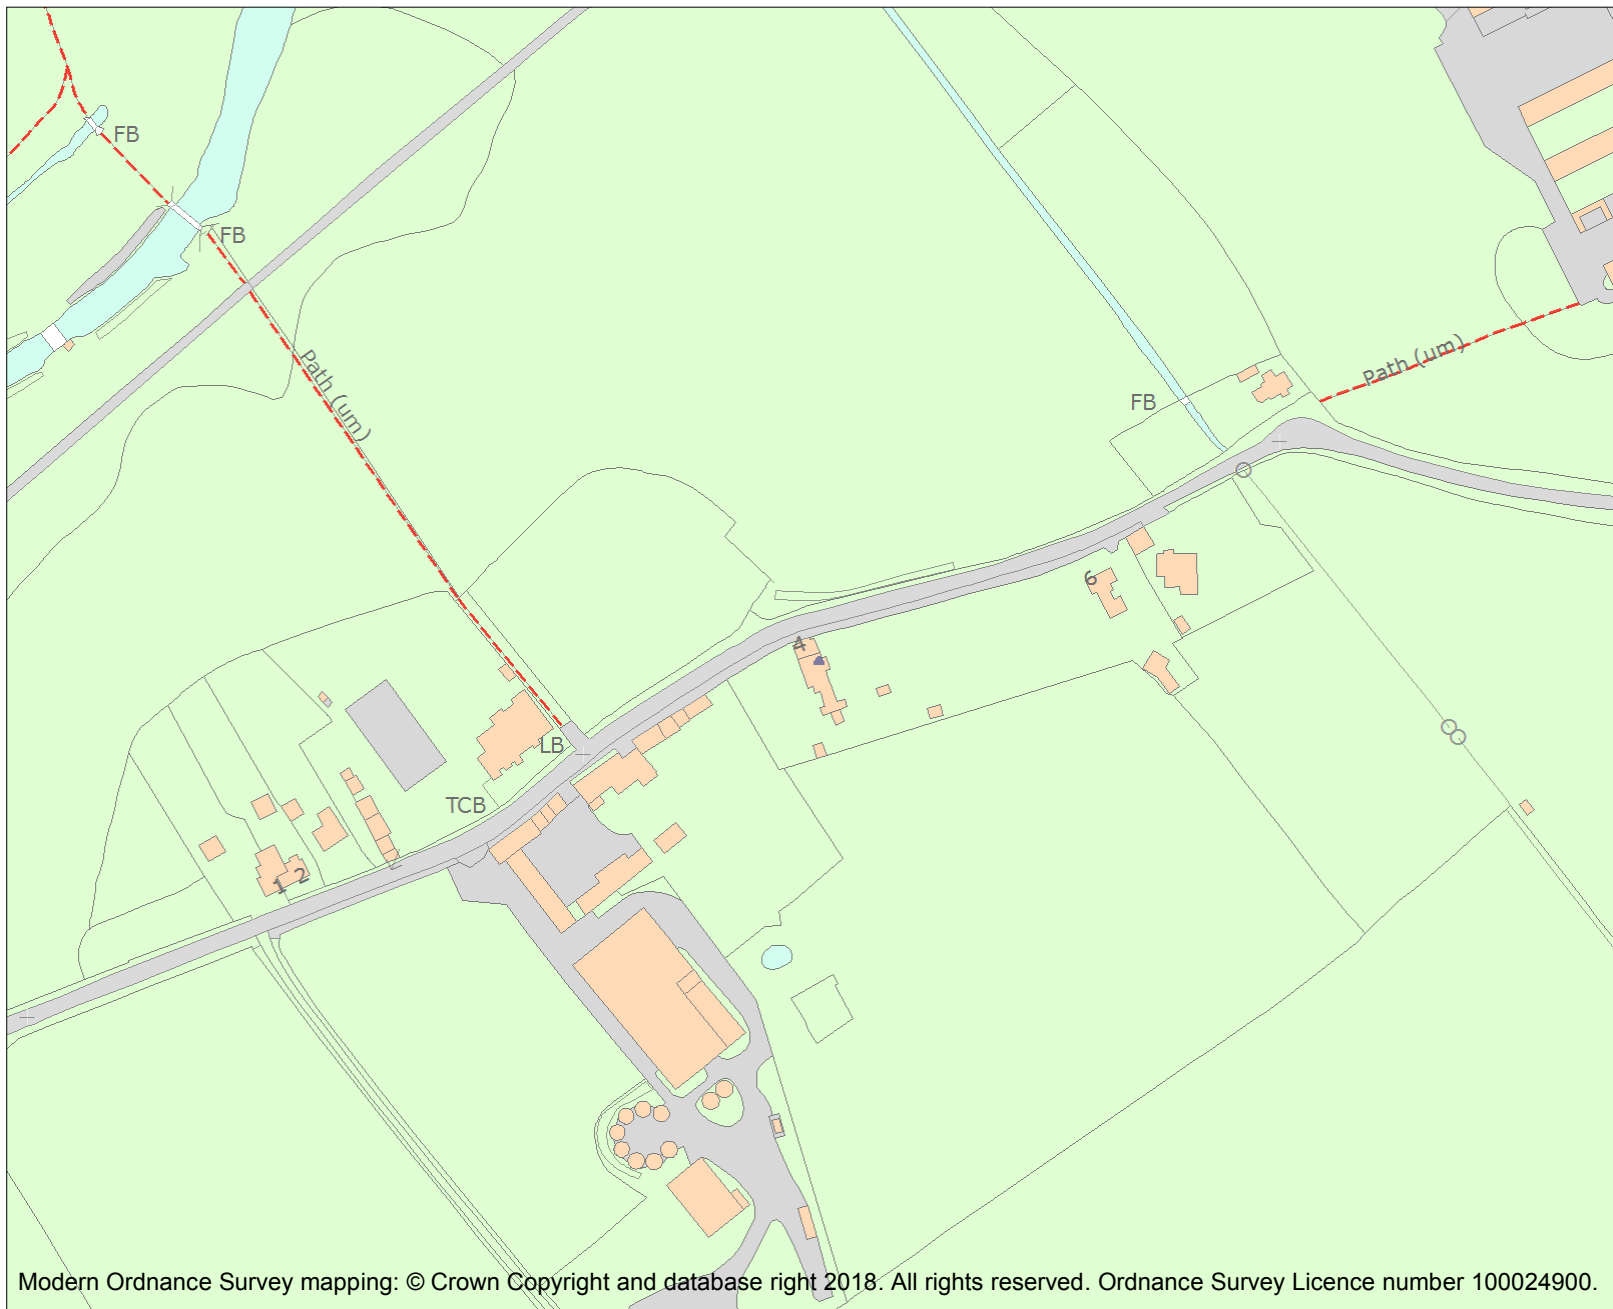 FB
FB
Path (um)
Path (um)
FB
6
4
LB
TCB
1 2
Modern Ordnance Survey mapping: © Crown Copyright and database right 2018. All rights reserved. Ordnance Survey Licence number 100024900.